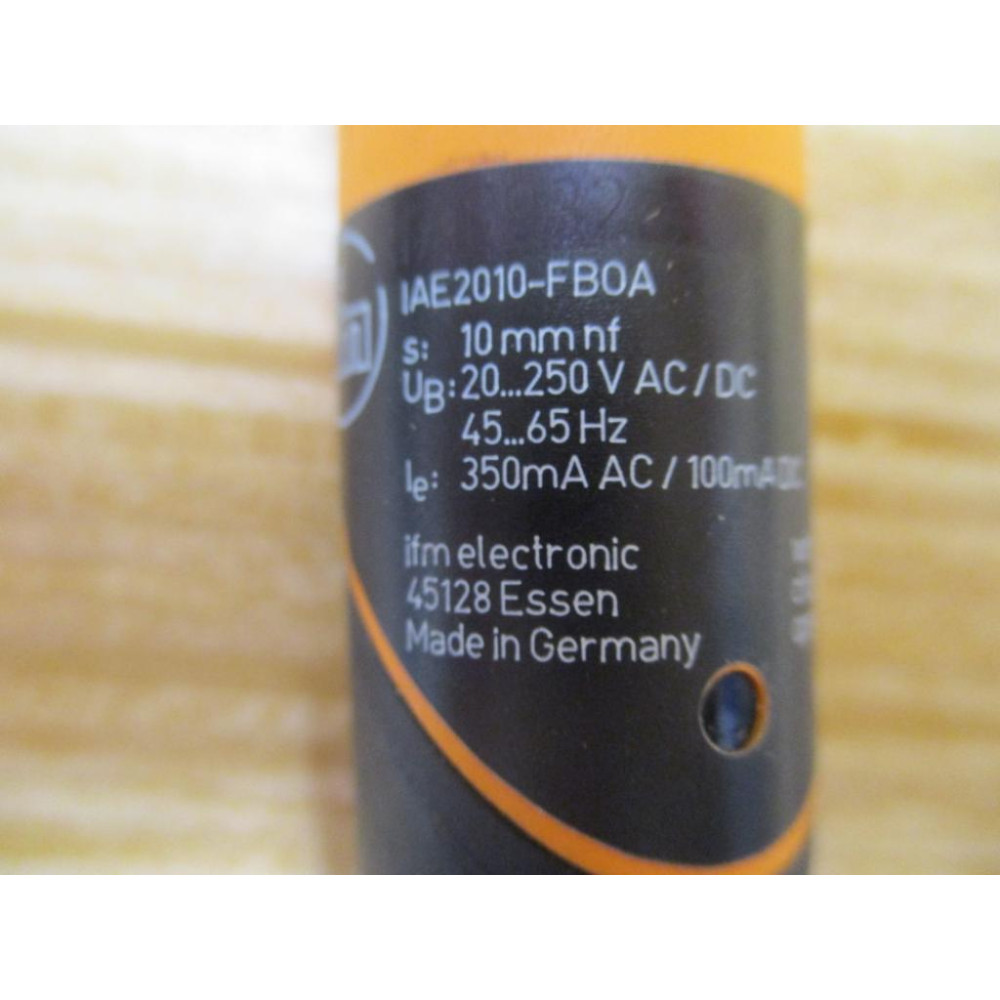 IAE2010-FBOA
s: 10 mm nf
UB: 20...250 V AC / DC
45...65 Hz
Ie: 350mA AC / 100mA DC
ifm electronic
45128 Essen
Made in Germany